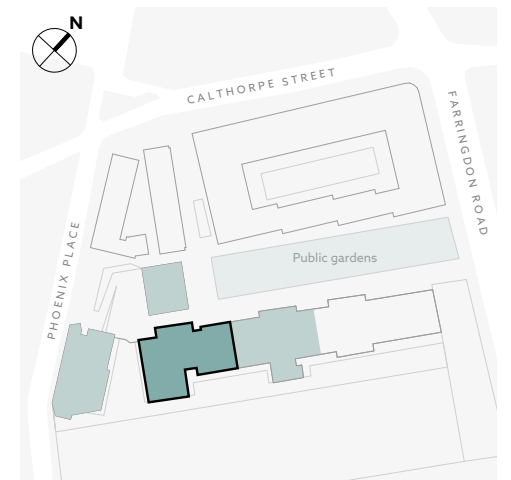 N
CALTHORPE STREET
FARRINGDON ROAD
Public gardens
PHOENIX PLACE